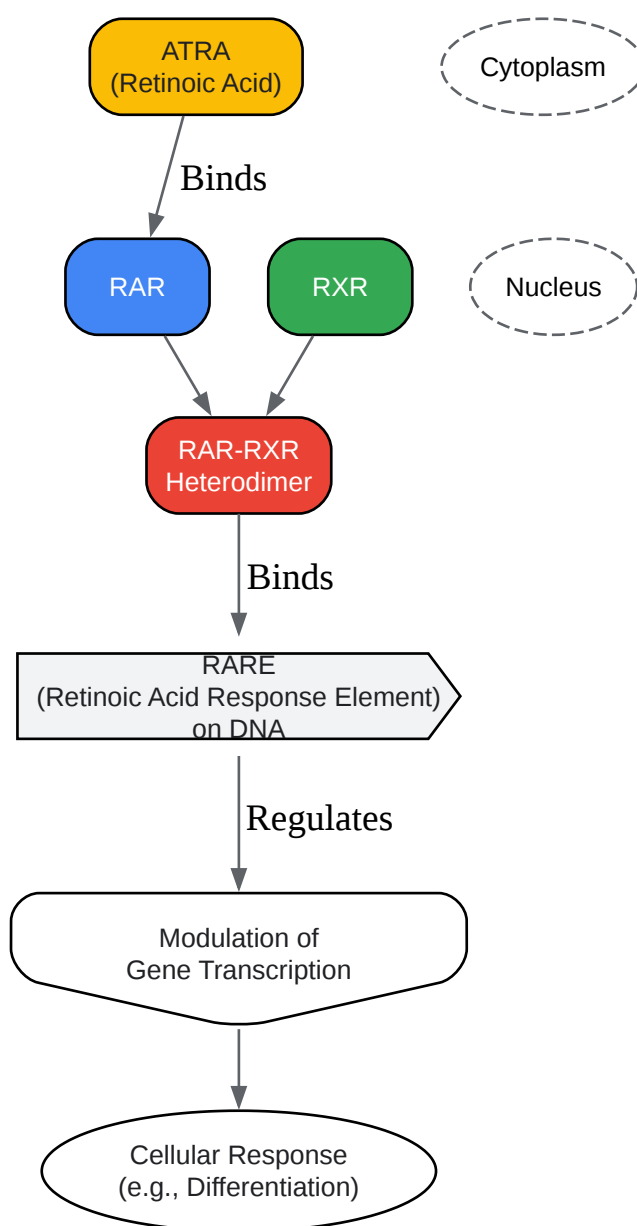 ATRA
(Retinoic Acid)
Cytoplasm
Binds
RAR
RXR
Nucleus
RAR-RXR
Heterodimer
Binds
RARE
(Retinoic Acid Response Element)
on DNA
Regulates
Modulation of
Gene Transcription
Cellular Response
(e.g., Differentiation)